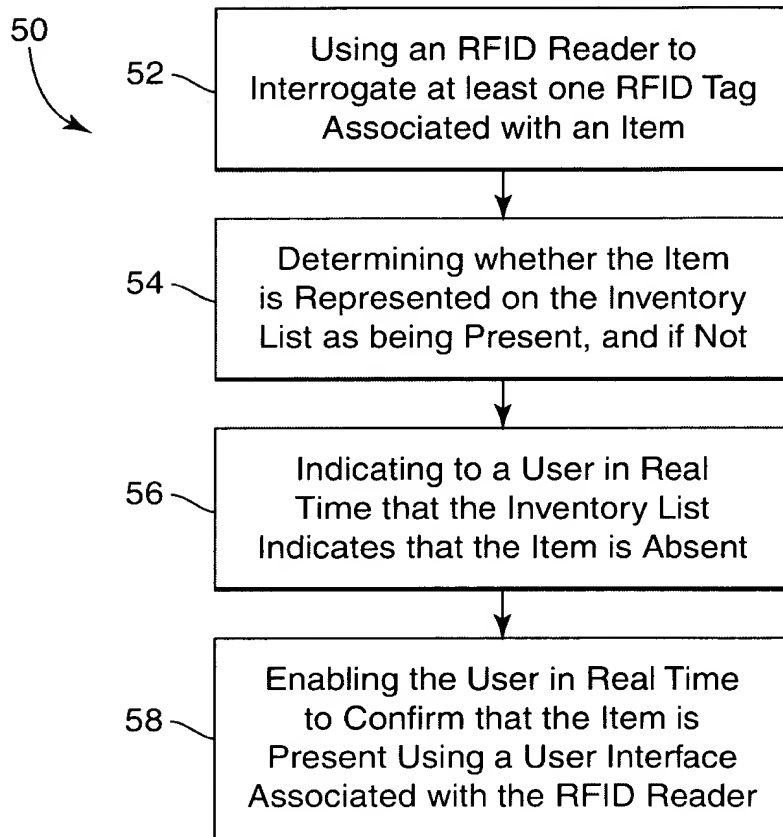 50
52
Using an RFID Reader to
Interrogate at least one RFID Tag
Associated with an Item
54
Determining whether the Item
is Represented on the Inventory
List as being Present, and if Not
56
Indicating to a User in Real
Time that the Inventory List
Indicates that the Item is Absent
58
Enabling the User in Real Time
to Confirm that the Item is
Present Using a User Interface
Associated with the RFID Reader